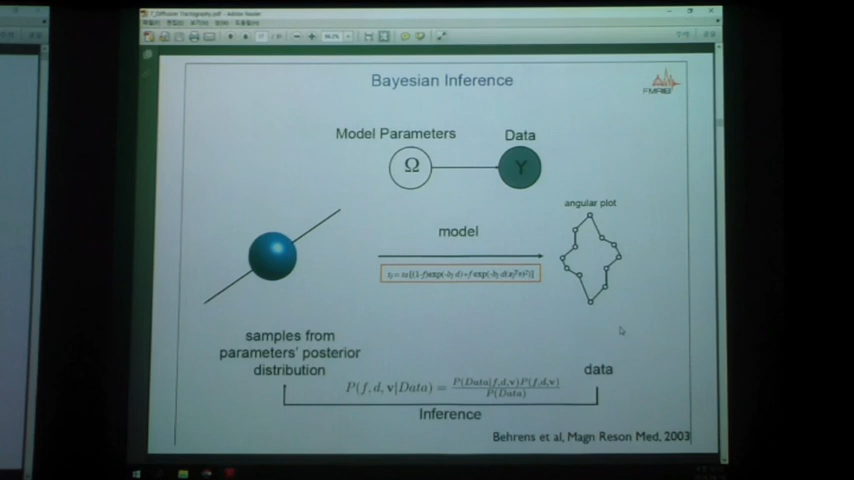 Bayesian Inference
FMRIB
Model Parameters
Data
Ω
Y
angular plot
model
samples from
parameters' posterior
distribution
data
P(f, d, v|Data) = P(Data|f,d,v)P(f,d,v) / P(Data)
Inference
Behrens et al, Magn Reson Med, 2003